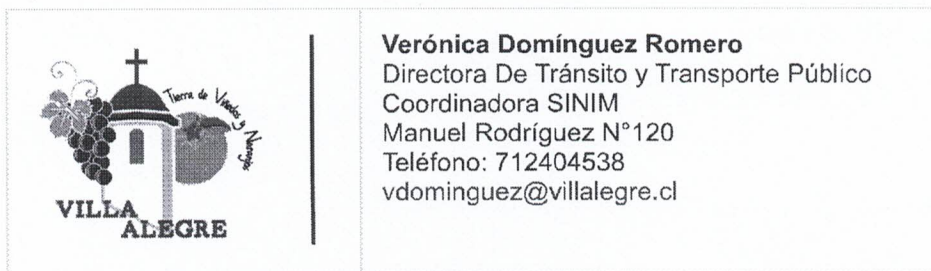 Tierra de Viñedos y Naranjos
VILLA
ALEGRE
Verónica Domínguez Romero
Directora De Tránsito y Transporte Público
Coordinadora SINIM
Manuel Rodríguez N°120
Teléfono: 712404538
vdominguez@villalegre.cl